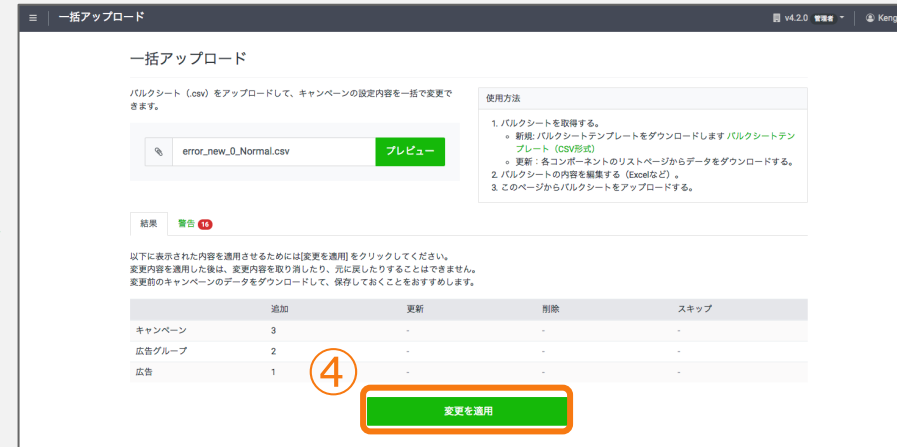 ≡ 一括アップロード v4.2.0 管理者 Keng
一括アップロード
バルクシート（.csv）をアップロードして、キャンペーンの設定内容を一括で変更で
きます。
error_new_0_Normal.csv プレビュー
使用方法
1. バルクシートを取得する。
新規: バルクシートテンプレートをダウンロードします バルクシートテン
プレート（CSV形式）
更新：各コンポーネントのリストページからデータをダウンロードする。
2. バルクシートの内容を編集する（Excelなど）。
3. このページからバルクシートをアップロードする。
結果 警告 16
以下に表示された内容を適用させるためには[変更を適用] をクリックしてください。
変更内容を適用した後は、変更内容を取り消したり、元に戻したりすることはできません。
変更前のキャンペーンのデータをダウンロードして、保存しておくことをおすすめします。
追加 更新 削除 スキップ
キャンペーン 3 - - -
広告グループ 2 - - -
広告 1 - - -
④
変更を適用